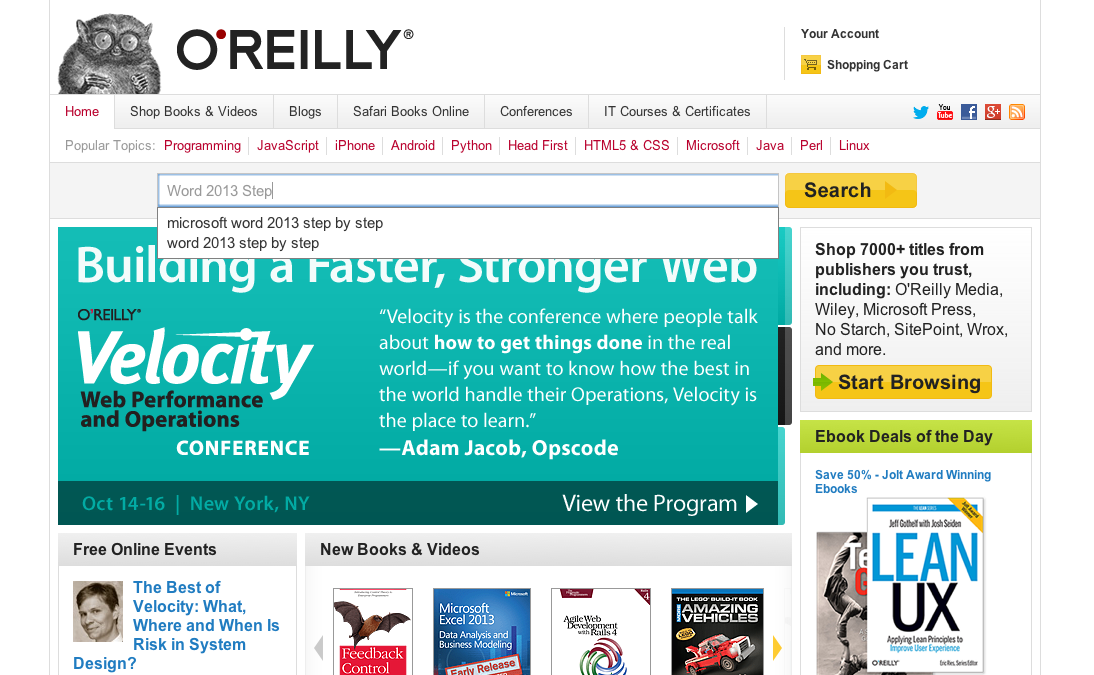 O'REILLY®
Your Account
Shopping Cart
Home
Shop Books & Videos
Blogs
Safari Books Online
Conferences
IT Courses & Certificates
You
Tube
Popular Topics: Programming JavaScript iPhone Android Python Head First HTML5 & CSS Microsoft Java Perl Linux
Word 2013 Step
Search
microsoft word 2013 step by step
word 2013 step by step
Building a Faster, Stronger Web
O'REILLY®
Velocity
Web Performance
and Operations
CONFERENCE
“Velocity is the conference where people talk
about how to get things done in the real
world—if you want to know how the best in
the world handle their Operations, Velocity is
the place to learn.”
—Adam Jacob, Opscode
Oct 14-16 | New York, NY
View the Program
Shop 7000+ titles from
publishers you trust,
including: O'Reilly Media,
Wiley, Microsoft Press,
No Starch, SitePoint, Wrox,
and more.
Start Browsing
Ebook Deals of the Day
Save 50% - Jolt Award Winning
Ebooks
Jeff Gothelf with Josh Seiden
LEAN
UX
Applying Lean Principles to
Improve User Experience
O'REILLY®
Eric Ries, Series Editor
Free Online Events
The Best of
Velocity: What,
Where and When Is
Risk in System
Design?
New Books & Videos
Feedback
Control
Microsoft
Microsoft
Excel 2013
Data Analysis and
Business Modeling
Early Release
Agile Web
Development
with Rails 4
THE LEGO BUILD-IT BOOK
AMAZING
VEHICLES